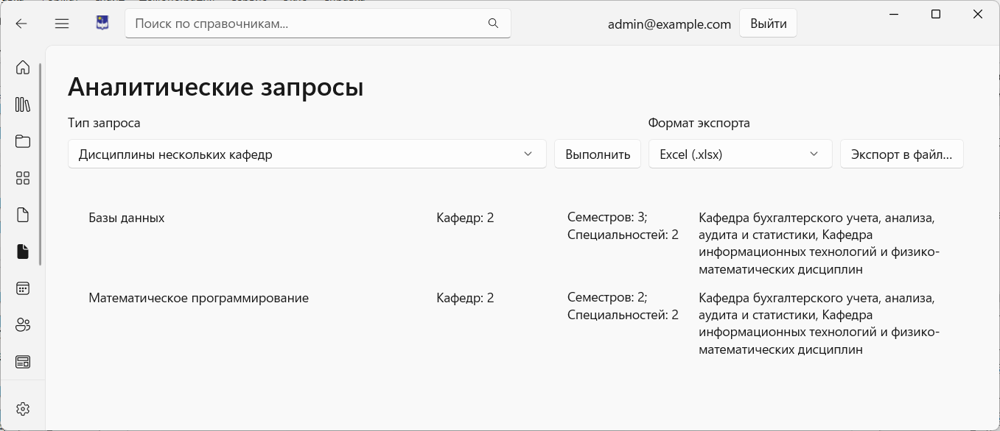 Поиск по справочникам...
admin@example.com
Выйти
Аналитические запросы
Тип запроса
Формат экспорта
Дисциплины нескольких кафедр
Выполнить
Excel (.xlsx)
Экспорт в файл...
Базы данных
Кафедр: 2
Семестров: 3;
Специальностей: 2
Кафедра бухгалтерского учета, анализа,
аудита и статистики, Кафедра
информационных технологий и физико-
математических дисциплин
Математическое программирование
Кафедр: 2
Семестров: 2;
Специальностей: 2
Кафедра бухгалтерского учета, анализа,
аудита и статистики, Кафедра
информационных технологий и физико-
математических дисциплин